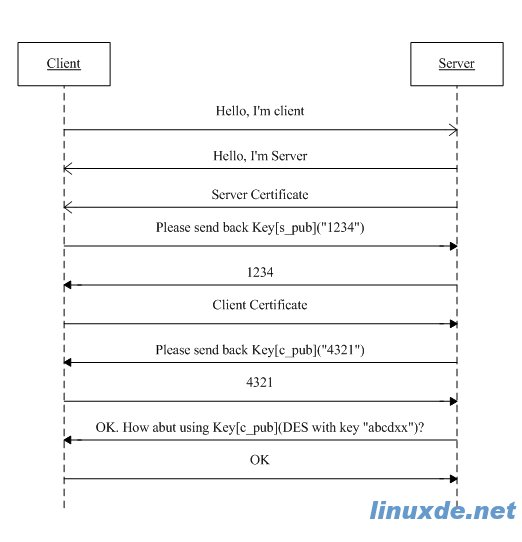 Client
Server
Hello, I'm client
Hello, I'm Server
Server Certificate
Please send back Key[s_pub]("1234")
1234
Client Certificate
Please send back Key[c_pub]("4321")
4321
OK. How abut using Key[c_pub](DES with key "abcdxx")?
OK
linuxde.net